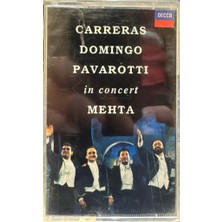 DECCA
CARRERAS
DOMINGO
PAVAROTTI
in concert
MEHTA